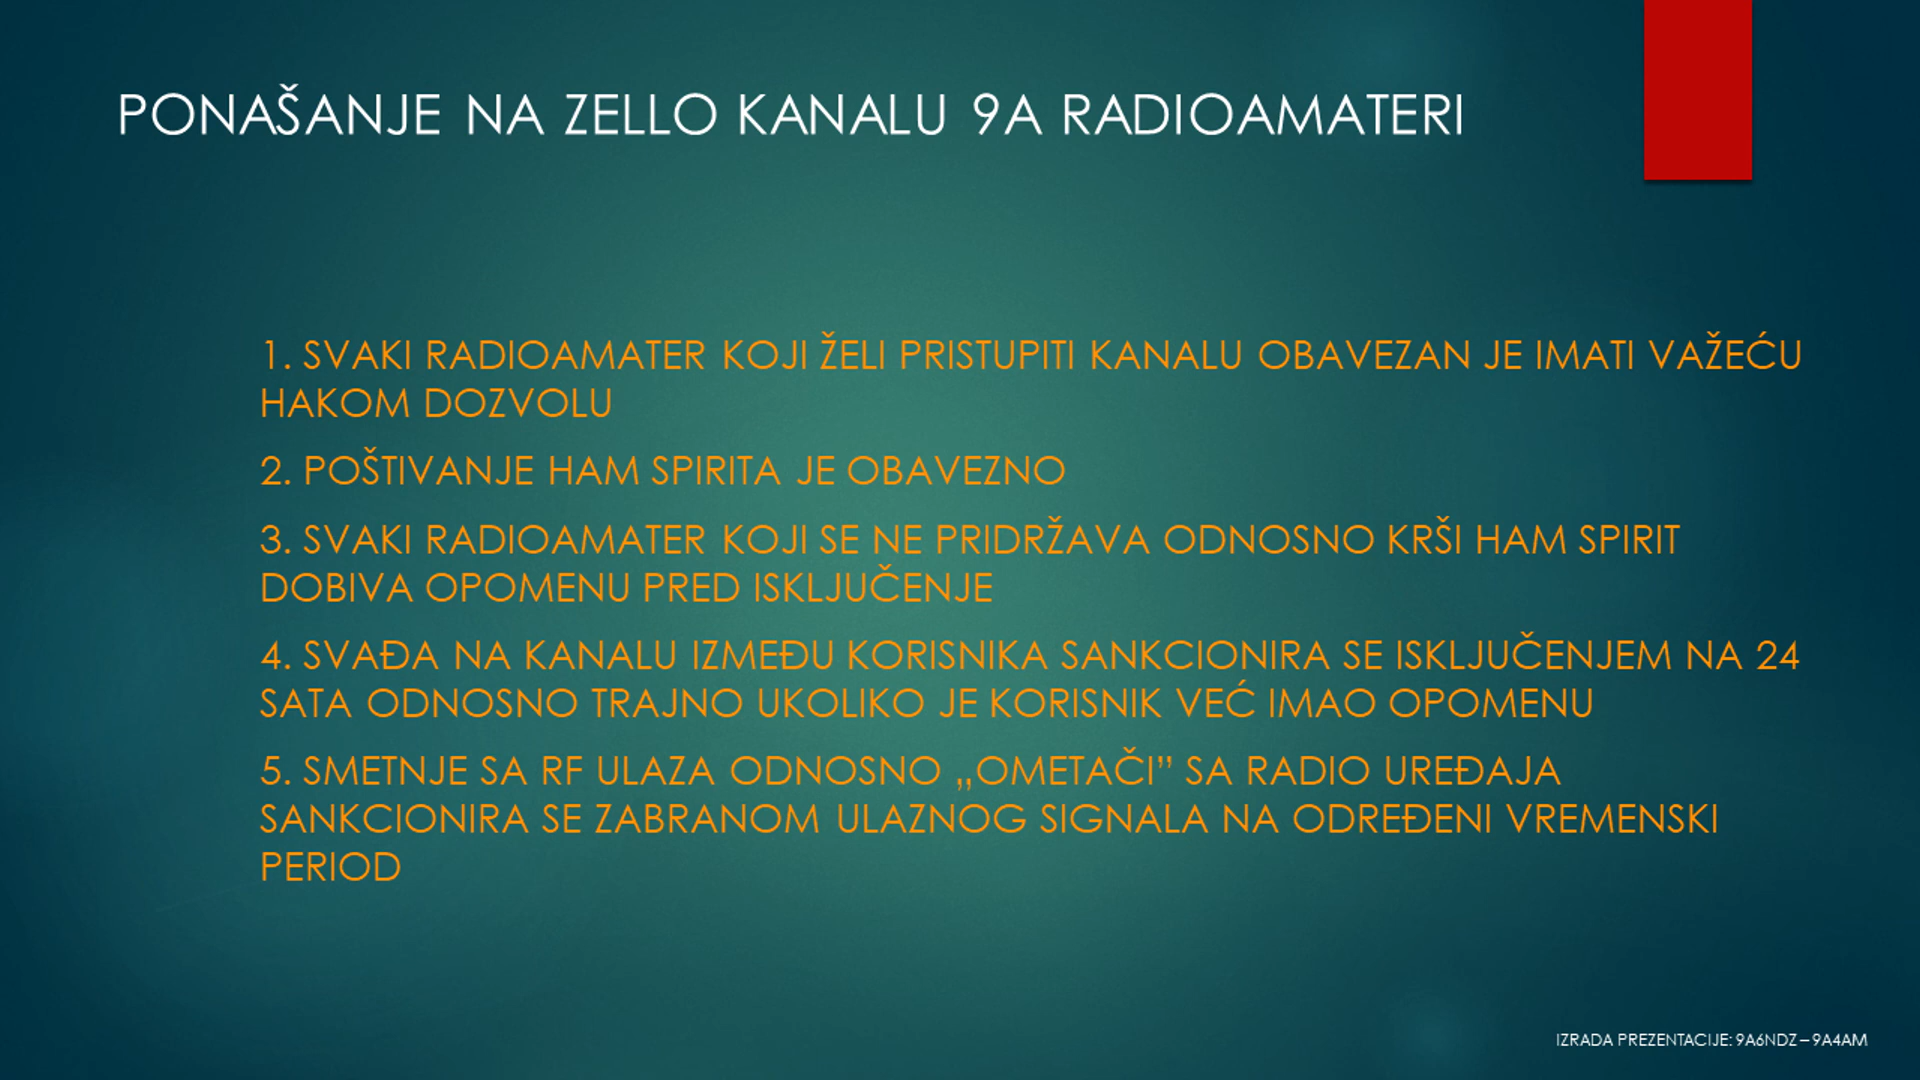 PONAŠANJE NA ZELLO KANALU 9A RADIOAMATERI
1. SVAKI RADIOAMATER KOJI ŽELI PRISTUPITI KANALU OBAVEZAN JE IMATI VAŽEĆU
HAKOM DOZVOLU
2. POŠTIVANJE HAM SPIRITA JE OBAVEZNO
3. SVAKI RADIOAMATER KOJI SE NE PRIDRŽAVA ODNOSNO KRŠI HAM SPIRIT
DOBIVA OPOMENU PRED ISKLJUČENJE
4. SVAĐA NA KANALU IZMEĐU KORISNIKA SANKCIONIRA SE ISKLJUČENJEM NA 24
SATA ODNOSNO TRAJNO UKOLIKO JE KORISNIK VEĆ IMAO OPOMENU
5. SMETNJE SA RF ULAZA ODNOSNO „OMETAČI” SA RADIO UREĐAJA
SANKCIONIRA SE ZABRANOM ULAZNOG SIGNALA NA ODREĐENI VREMENSKI
PERIOD
IZRADA PREZENTACIJE: 9A6NDZ – 9A4AM